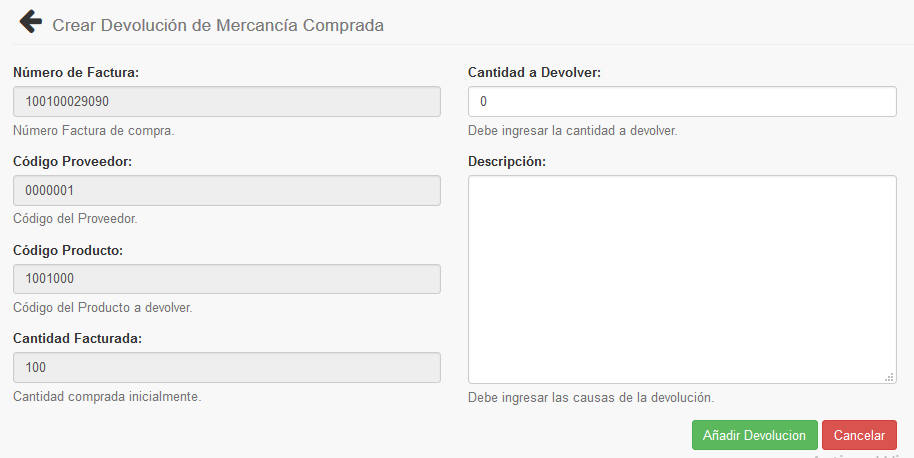 Crear Devolución de Mercancía Comprada
Número de Factura:
100100029090
Número Factura de compra.
Código Proveedor:
0000001
Código del Proveedor.
Código Producto:
1001000
Código del Producto a devolver.
Cantidad Facturada:
100
Cantidad comprada inicialmente.
Cantidad a Devolver:
0
Debe ingresar la cantidad a devolver.
Descripción:
Debe ingresar las causas de la devolución.
Añadir Devolucion
Cancelar